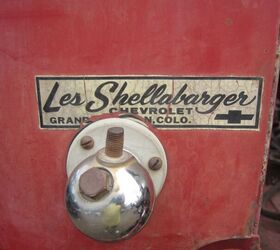 Les Shellabarger
CHEVROLET
GRAND N, COLO.